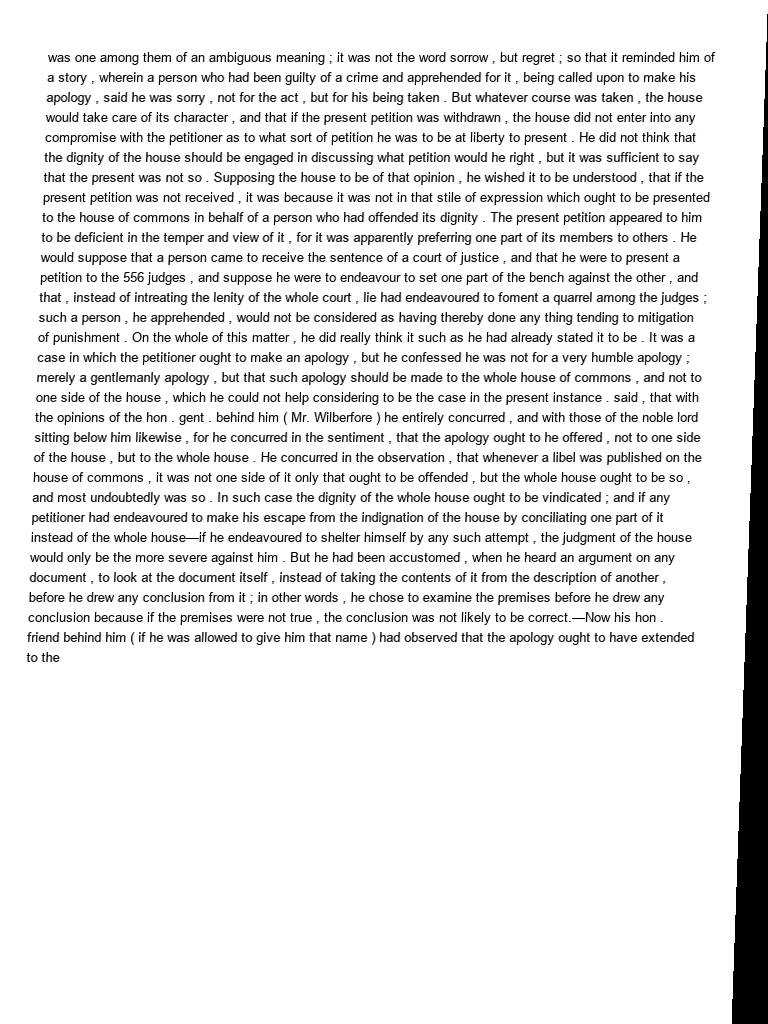 was one among them of an ambiguous meaning ; it was not the word sorrow , but regret ; so that it reminded him of
a story , wherein a person who had been guilty of a crime and apprehended for it , being called upon to make his
apology , said he was sorry , not for the act , but for his being taken . But whatever course was taken , the house
would take care of its character , and that if the present petition was withdrawn , the house did not enter into any
compromise with the petitioner as to what sort of petition he was to be at liberty to present . He did not think that
the dignity of the house should be engaged in discussing what petition would he right , but it was sufficient to say
that the present was not so . Supposing the house to be of that opinion , he wished it to be understood , that if the
present petition was not received , it was because it was not in that stile of expression which ought to be presented
to the house of commons in behalf of a person who had offended its dignity . The present petition appeared to him
to be deficient in the temper and view of it , for it was apparently preferring one part of its members to others . He
would suppose that a person came to receive the sentence of a court of justice , and that he were to present a
petition to the 556 judges , and suppose he were to endeavour to set one part of the bench against the other , and
that , instead of intreating the lenity of the whole court , lie had endeavoured to foment a quarrel among the judges ;
such a person , he apprehended , would not be considered as having thereby done any thing tending to mitigation
of punishment . On the whole of this matter , he did really think it such as he had already stated it to be . It was a
case in which the petitioner ought to make an apology , but he confessed he was not for a very humble apology ;
merely a gentlemanly apology , but that such apology should be made to the whole house of commons , and not to
one side of the house , which he could not help considering to be the case in the present instance . said , that with
the opinions of the hon . gent . behind him ( Mr. Wilberfore ) he entirely concurred , and with those of the noble lord
sitting below him likewise , for he concurred in the sentiment , that the apology ought to he offered , not to one side
of the house , but to the whole house . He concurred in the observation , that whenever a libel was published on the
house of commons , it was not one side of it only that ought to be offended , but the whole house ought to be so ,
and most undoubtedly was so . In such case the dignity of the whole house ought to be vindicated ; and if any
petitioner had endeavoured to make his escape from the indignation of the house by conciliating one part of it
instead of the whole house—if he endeavoured to shelter himself by any such attempt , the judgment of the house
would only be the more severe against him . But he had been accustomed , when he heard an argument on any
document , to look at the document itself , instead of taking the contents of it from the description of another ,
before he drew any conclusion from it ; in other words , he chose to examine the premises before he drew any
conclusion because if the premises were not true , the conclusion was not likely to be correct.—Now his hon .
friend behind him ( if he was allowed to give him that name ) had observed that the apology ought to have extended
to the